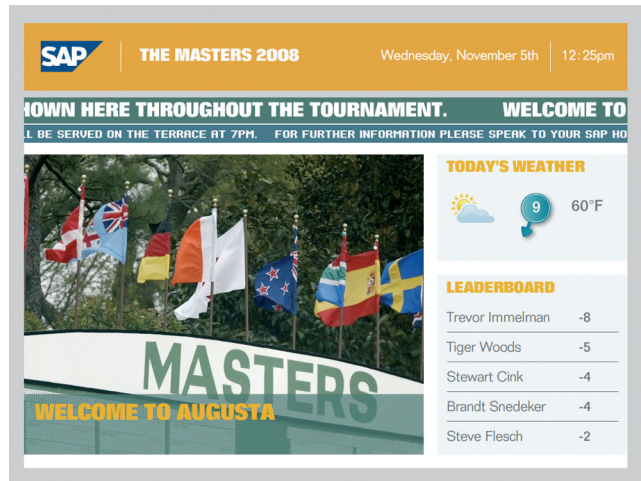 SAP
THE MASTERS 2008
Wednesday, November 5th
12:25pm
HOWN HERE THROUGHOUT THE TOURNAMENT. WELCOME TO
LL BE SERVED ON THE TERRACE AT 7PM. FOR FURTHER INFORMATION PLEASE SPEAK TO YOUR SAP HO
MASTERS
WELCOME TO AUGUSTA
TODAY'S WEATHER
9
60°F
LEADERBOARD
Trevor Immelman -8
Tiger Woods -5
Stewart Cink -4
Brandt Snedeker -4
Steve Flesch -2